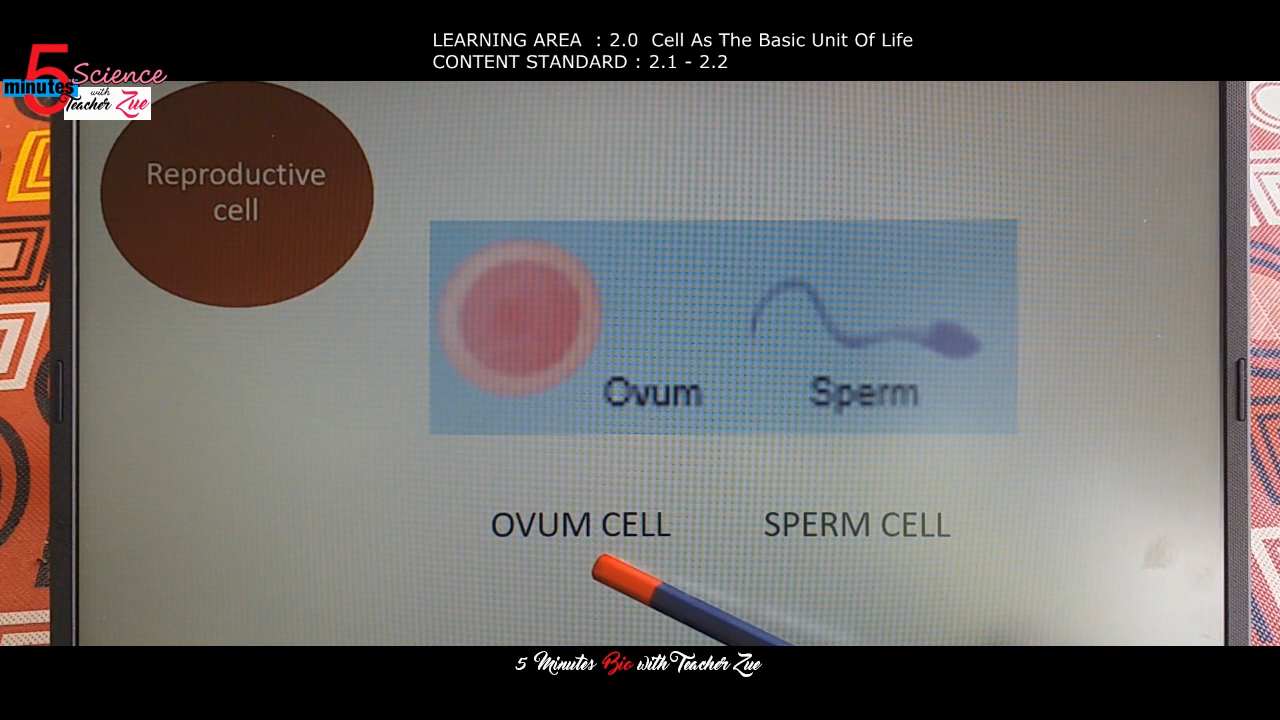 LEARNING AREA : 2.0 Cell As The Basic Unit Of Life
CONTENT STANDARD : 2.1 - 2.2
5 Science
minutes with
Teacher Zue
Reproductive
cell
Ovum Sperm
OVUM CELL SPERM CELL
5 Minutes Bio with Teacher Zue